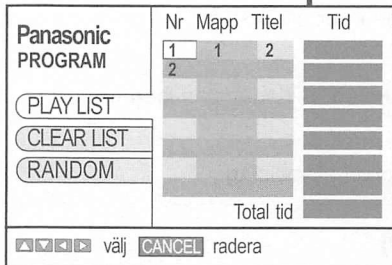 Panasonic
PROGRAM
PLAY LIST
CLEAR LIST
RANDOM
Nr Mapp Titel Tid
1 1 2
2
Total tid
välj CANCEL radera